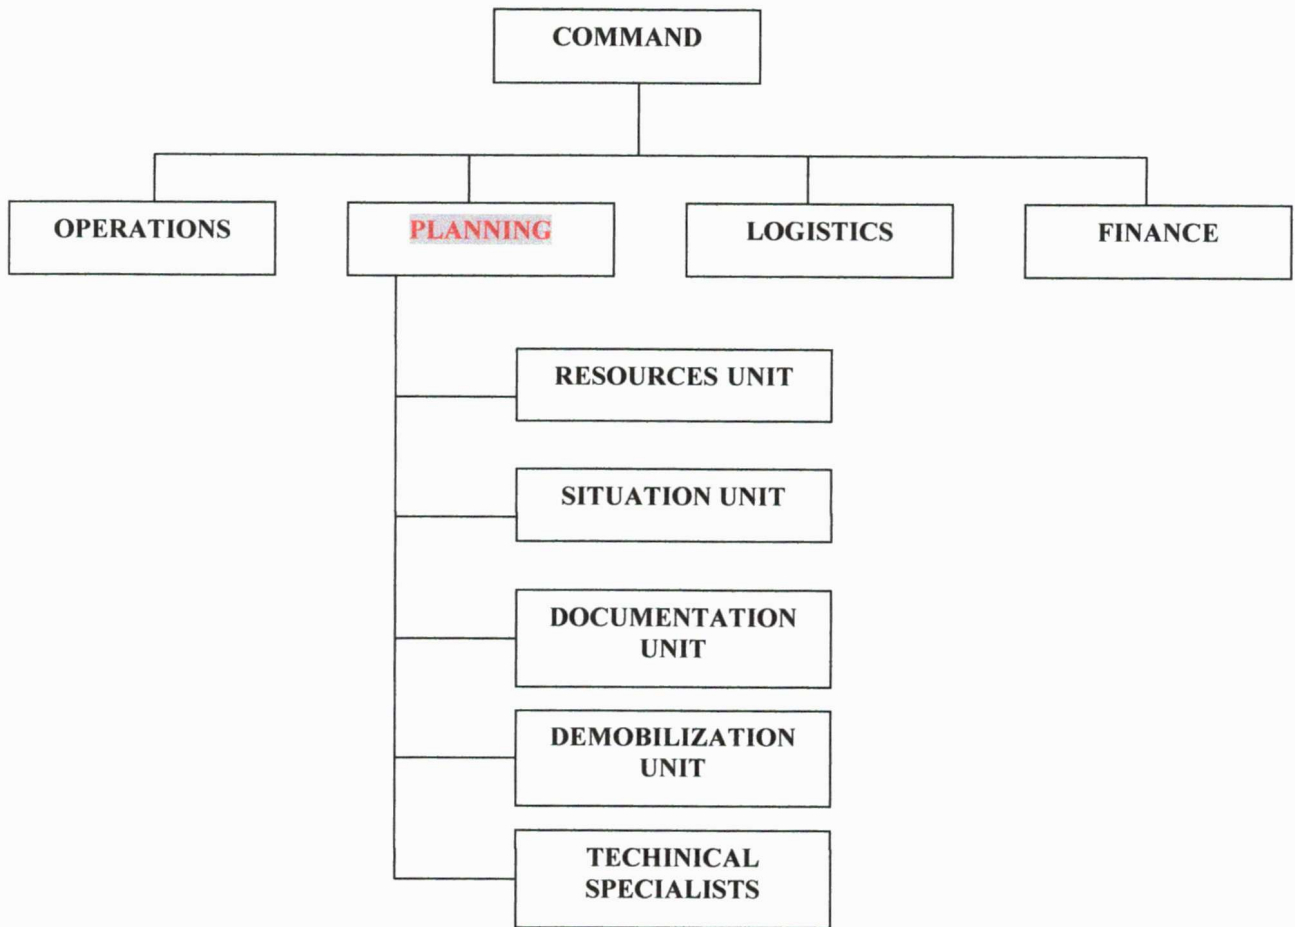 COMMAND
OPERATIONS
PLANNING
LOGISTICS
FINANCE
RESOURCES UNIT
SITUATION UNIT
DOCUMENTATION
UNIT
DEMOBILIZATION
UNIT
TECHINICAL
SPECIALISTS